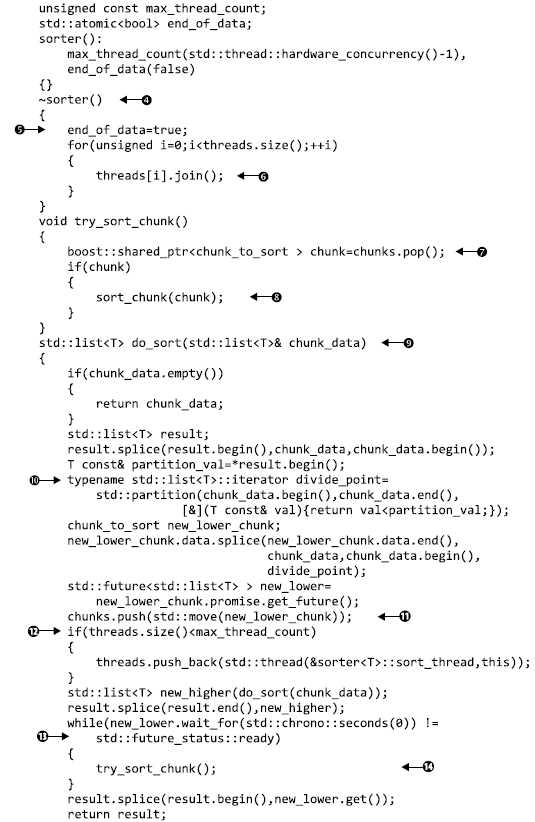 unsigned const max_thread_count;
std::atomic<bool> end_of_data;
sorter():
max_thread_count(std::thread::hardware_concurrency()-1),
end_of_data(false)
{}
~sorter() ❹
{
❺ end_of_data=true;
for(unsigned i=0;i<threads.size();++i)
{
threads[i].join(); ❻
}
}
void try_sort_chunk()
{
boost::shared_ptr<chunk_to_sort > chunk=chunks.pop(); ❼
if(chunk)
{
sort_chunk(chunk); ❽
}
}
std::list<T> do_sort(std::list<T>& chunk_data) ❾
{
if(chunk_data.empty())
{
return chunk_data;
}
std::list<T> result;
result.splice(result.begin(),chunk_data,chunk_data.begin());
T const& partition_val=*result.begin();
❿ typename std::list<T>::iterator divide_point=
std::partition(chunk_data.begin(),chunk_data.end(),
[&](T const& val){return val<partition_val;});
chunk_to_sort new_lower_chunk;
new_lower_chunk.data.splice(new_lower_chunk.data.end(),
chunk_data,chunk_data.begin(),
divide_point);
std::future<std::list<T> > new_lower=
new_lower_chunk.promise.get_future();
chunks.push(std::move(new_lower_chunk)); ⓫
⓬ if(threads.size()<max_thread_count)
{
threads.push_back(std::thread(&sorter<T>::sort_thread,this));
}
std::list<T> new_higher(do_sort(chunk_data));
result.splice(result.end(),new_higher);
while(new_lower.wait_for(std::chrono::seconds(0)) !=
⓭ std::future_status::ready)
{
try_sort_chunk(); ⓮
}
result.splice(result.begin(),new_lower.get());
return result;